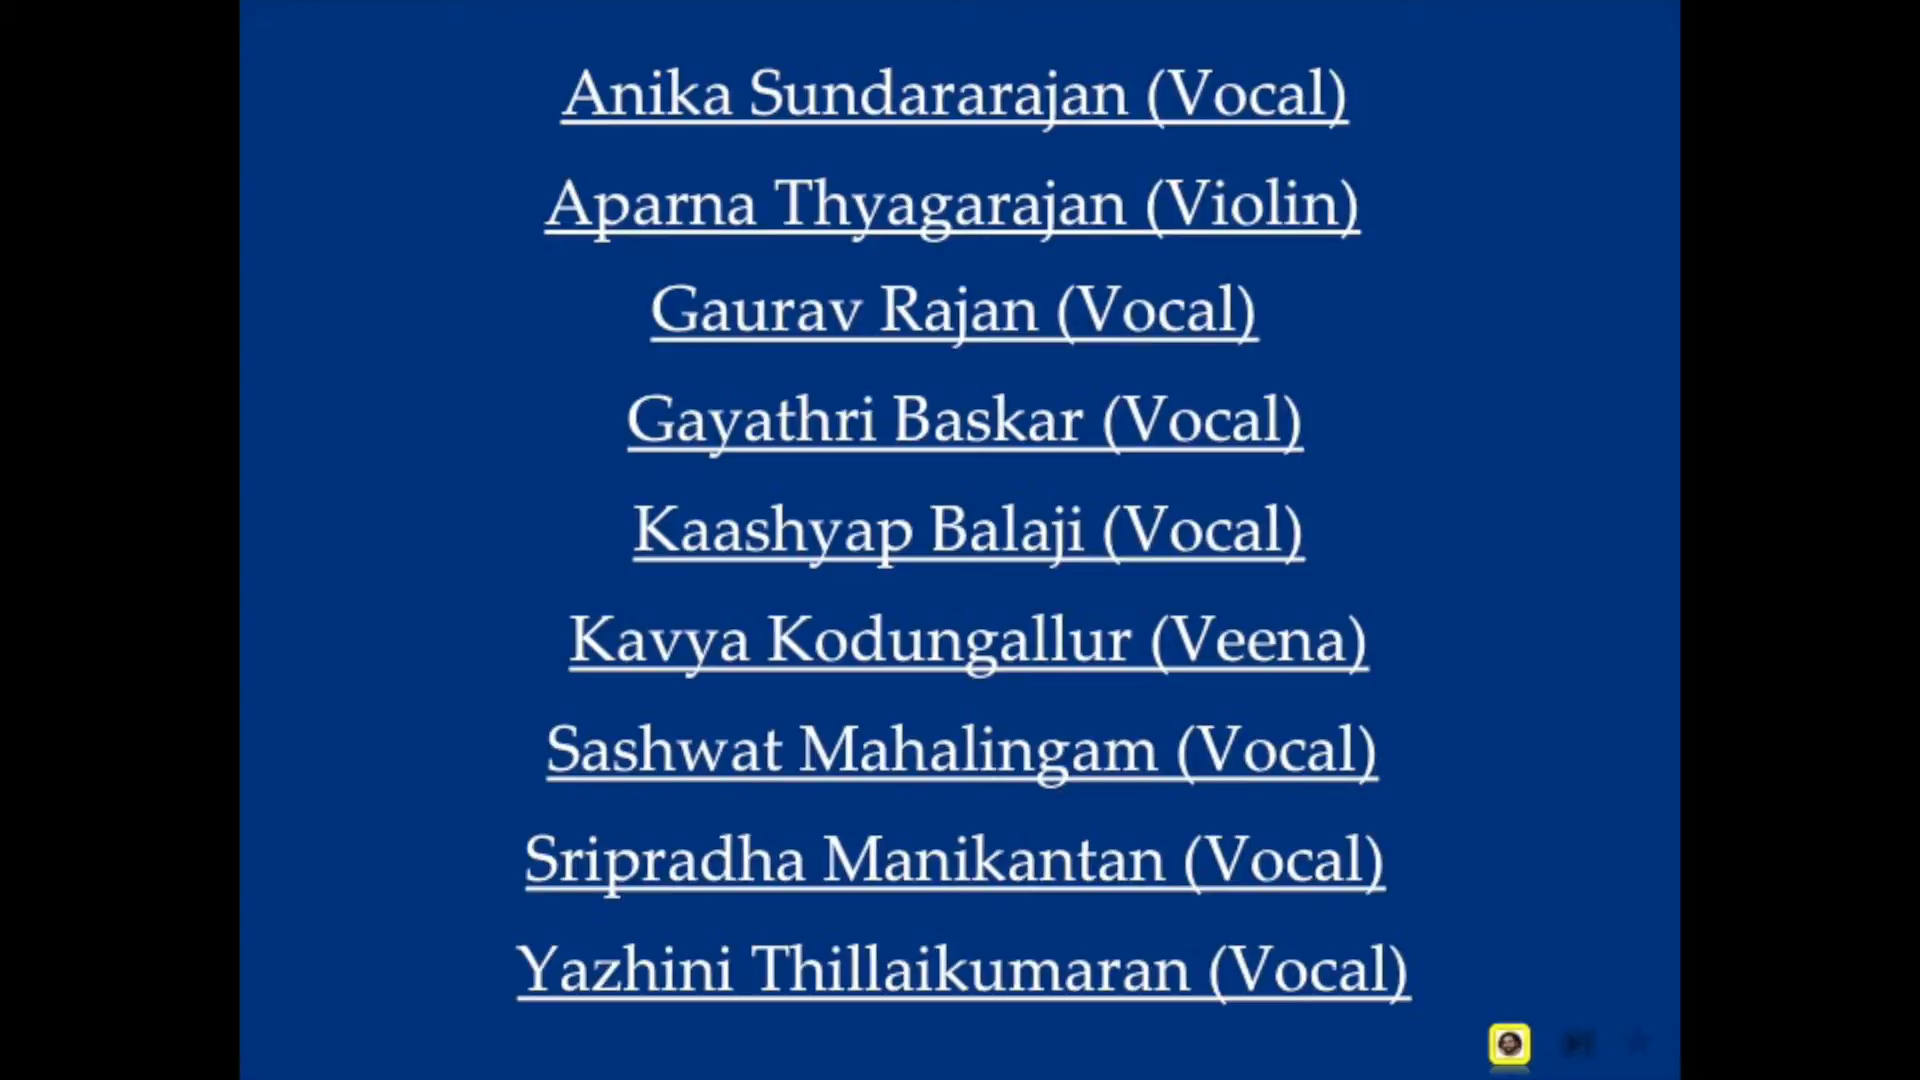 Anika Sundararajan (Vocal)
Aparna Thyagarajan (Violin)
Gaurav Rajan (Vocal)
Gayathri Baskar (Vocal)
Kaashyap Balaji (Vocal)
Kavya Kodungallur (Veena)
Sashwat Mahalingam (Vocal)
Sripradha Manikantan (Vocal)
Yazhini Thillaikumaran (Vocal)